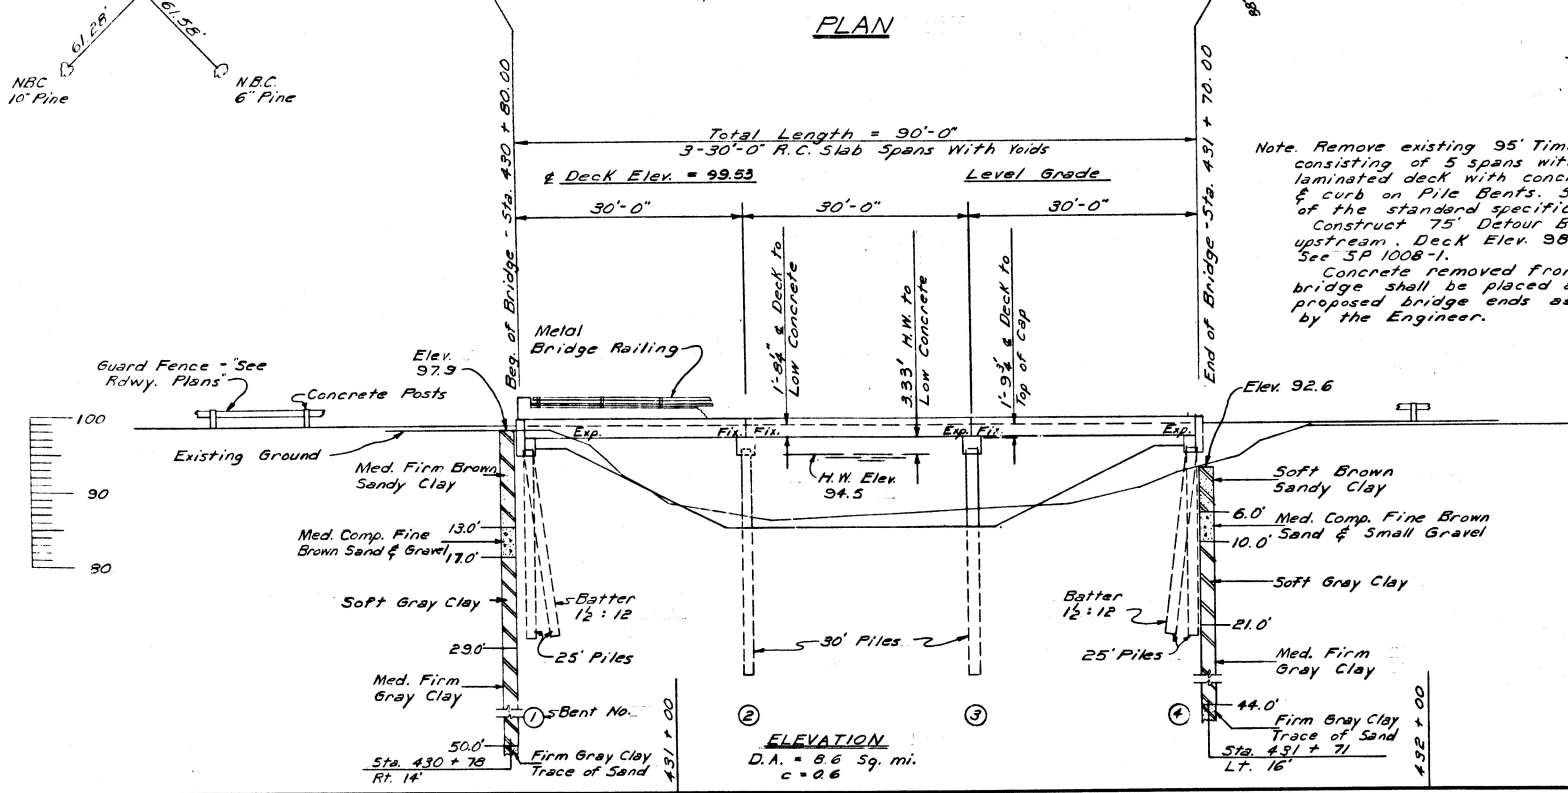 61.28'
61.58'
NBC
10" Pine
N.B.C.
6" Pine
PLAN
88
Beg. of Bridge - Sta. 430 + 80.00
End of Bridge - Sta. 431 + 70.00
Total Length = 90'-0"
3-30'-0" R.C. Slab Spans With Voids
℄ Deck Elev. = 99.53
Level Grade
30'-0"
30'-0"
30'-0"
Note. Remove existing 95'
consisting of 5 spans
laminated deck with
& curb on Pile Bents.
of the standard
Construct 75' Detour
upstream. Deck Elev.
See SP 1008-1.
Concrete removed
bridge shall be placed
proposed bridge ends as
by the Engineer.
1'-8¼" ℄ Deck to
Low Concrete
3.333' H.W. to
Low Concrete
1'-9¾" ℄ Deck to
Top of Cap
Metal
Bridge Railing
Elev.
97.9
Guard Fence - "See
Rdwy. Plans"
Concrete Posts
Elev. 92.6
100
90
80
Existing Ground
Exp.
Fix.
Fix.
Exp.
Fix.
Exp.
H.W. Elev.
94.5
Med. Firm Brown
Sandy Clay
13.0'
Med. Comp. Fine
Brown Sand & Gravel
17.0'
Soft Gray Clay
29.0'
Med. Firm
Gray Clay
50.0'
Firm Gray Clay
Trace of Sand
Sta. 430 + 78
Rt. 14'
Batter
1½ : 12
25' Piles
30' Piles
Batter
1½ : 12
25' Piles
Soft Brown
Sandy Clay
6.0'
Med. Comp. Fine Brown
Sand & Small Gravel
10.0'
Soft Gray Clay
21.0'
Med. Firm
Gray Clay
44.0'
Firm Gray Clay
Trace of Sand
Sta. 431 + 71
Lt. 16'
1 Bent No.
2
3
4
431 + 00
432 + 00
ELEVATION
D.A. = 8.6 Sq. mi.
c = 0.6